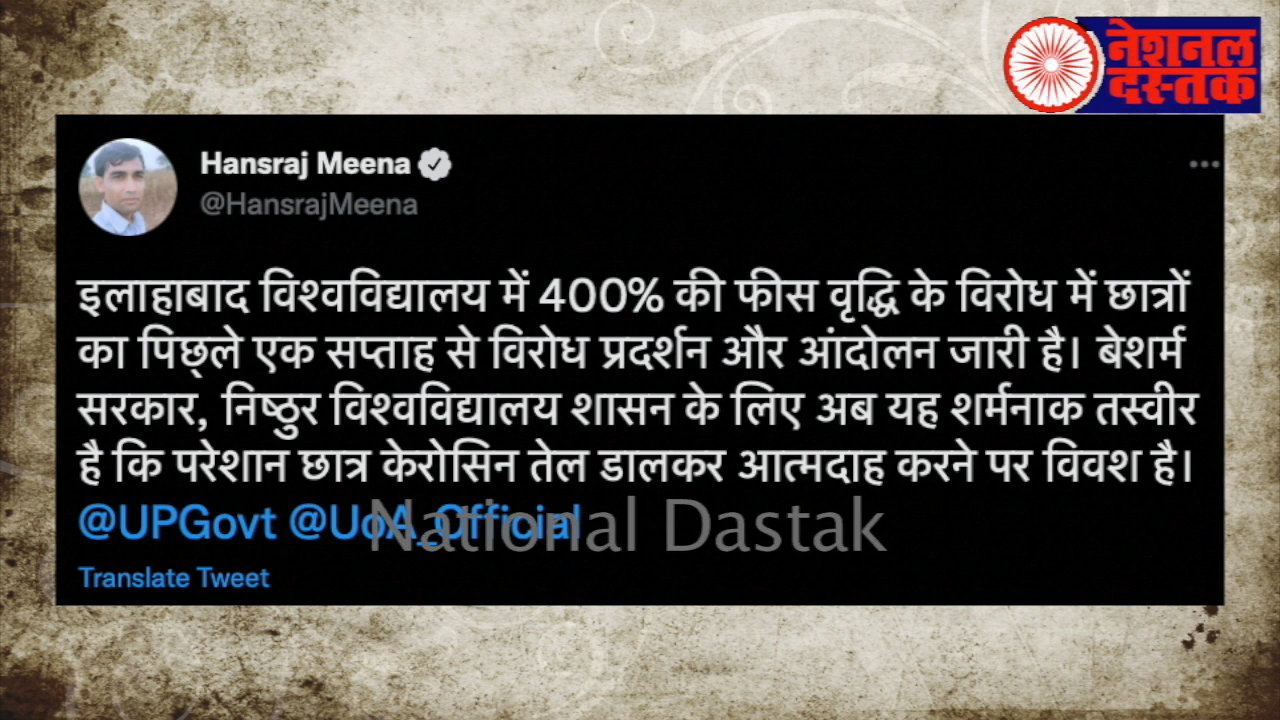 नेशनल
दस्तक
Hansraj Meena
@HansrajMeena
इलाहाबाद विश्वविद्यालय में 400% की फीस वृद्धि के विरोध में छात्रों
का पिछ्ले एक सप्ताह से विरोध प्रदर्शन और आंदोलन जारी है। बेशर्म
सरकार, निष्ठुर विश्वविद्यालय शासन के लिए अब यह शर्मनाक तस्वीर
है कि परेशान छात्र केरोसिन तेल डालकर आत्मदाह करने पर विवश है।
@UPGovt @UoA_Official
National Dastak
Translate Tweet